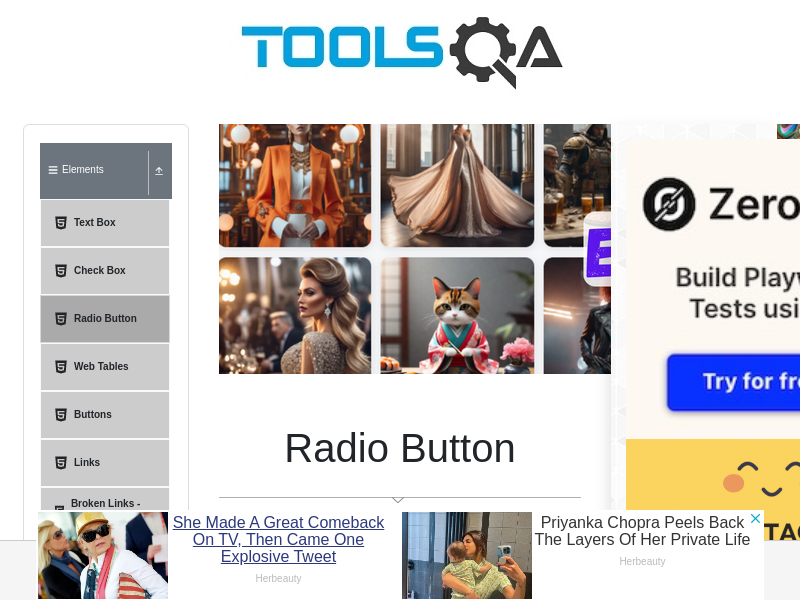 TOOLSQA
Elements
Text Box
Check Box
Radio Button
Web Tables
Buttons
Links
Broken Links -
Zero
Build Playw
Tests usi
Try for fr
Radio Button
She Made A Great Comeback
On TV, Then Came One
Explosive Tweet
Herbeauty
Priyanka Chopra Peels Back
The Layers Of Her Private Life
Herbeauty
TAG